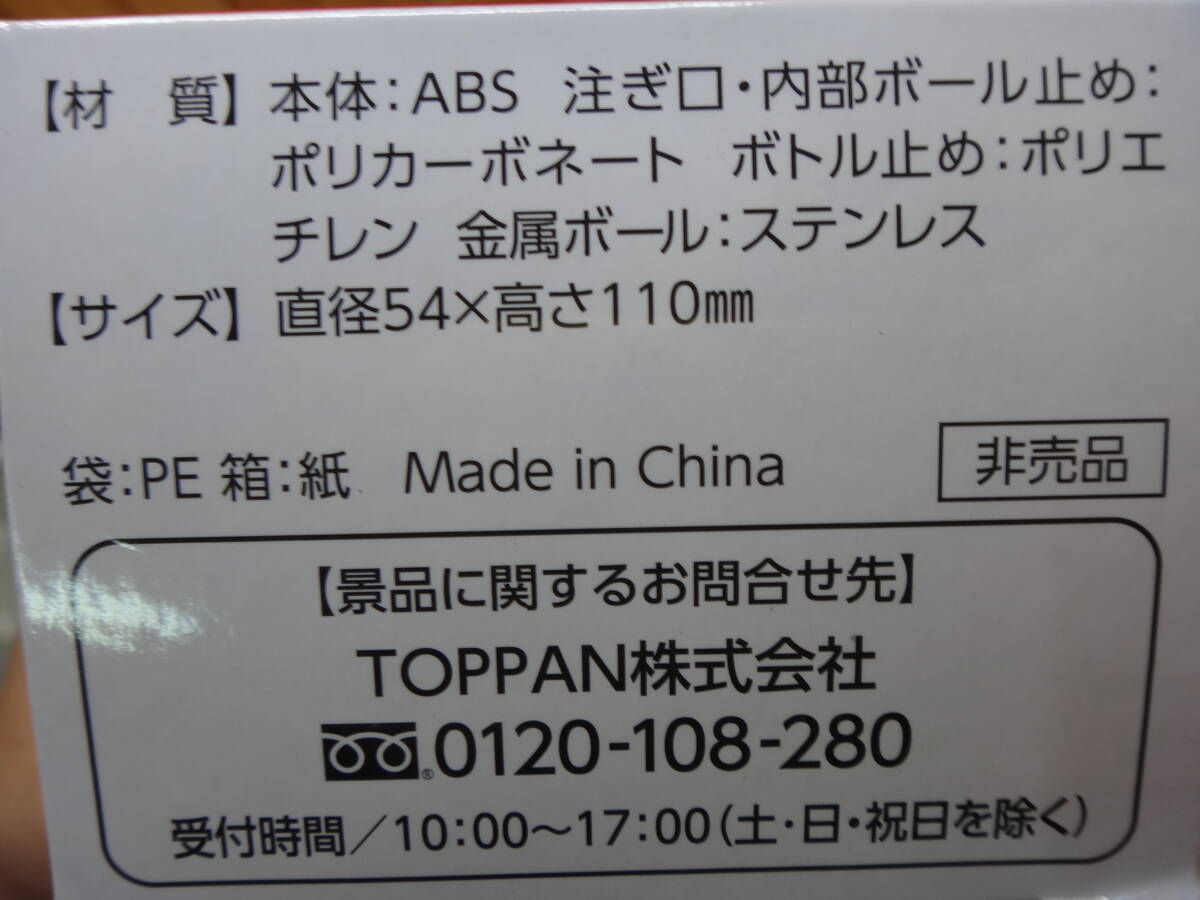 【材　質】本体：ABS　注ぎ口・内部ボール止め：
ポリカーボネート　ボトル止め：ポリエ
チレン　金属ボール：ステンレス
【サイズ】直径54×高さ110㎜
袋：PE 箱：紙　Made in China
非売品
【景品に関するお問合せ先】
TOPPAN株式会社
®0120-108-280
受付時間／10：00～17：00（土・日・祝日を除く）